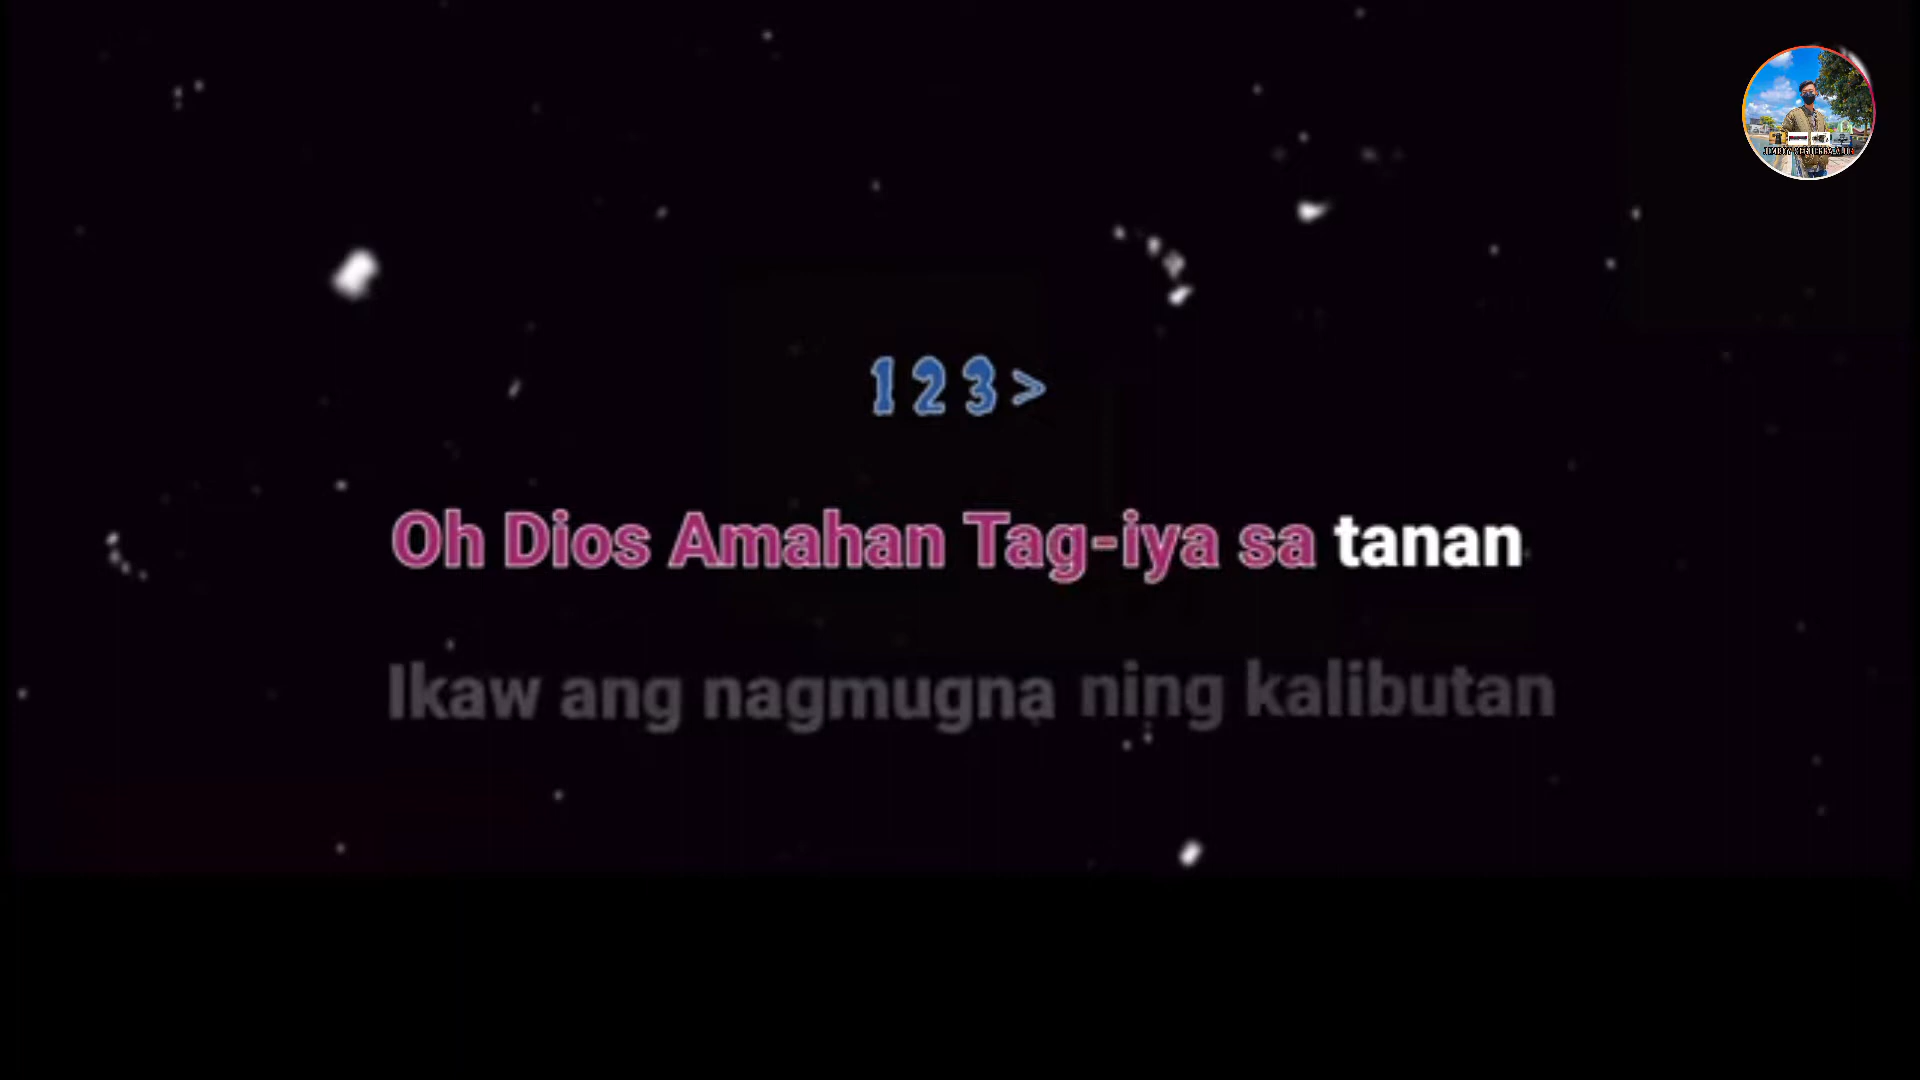 1 2 3 >
Oh Dios Amahan Tag-iya sa tanan
Ikaw ang nagmugna ning kalibutan